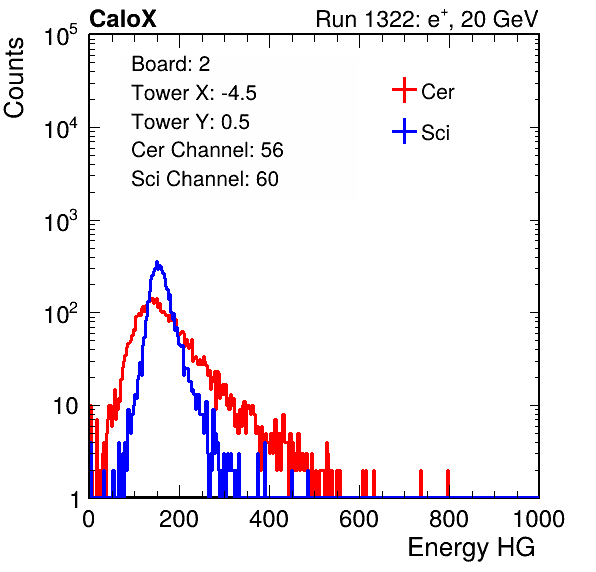 CaloX Run 1322: e⁺, 20 GeV
Counts
10⁵
10⁴
10³
10²
10
1
Board: 2
Tower X: -4.5
Tower Y: 0.5
Cer Channel: 56
Sci Channel: 60
Cer
Sci
0 200 400 600 800 1000
Energy HG